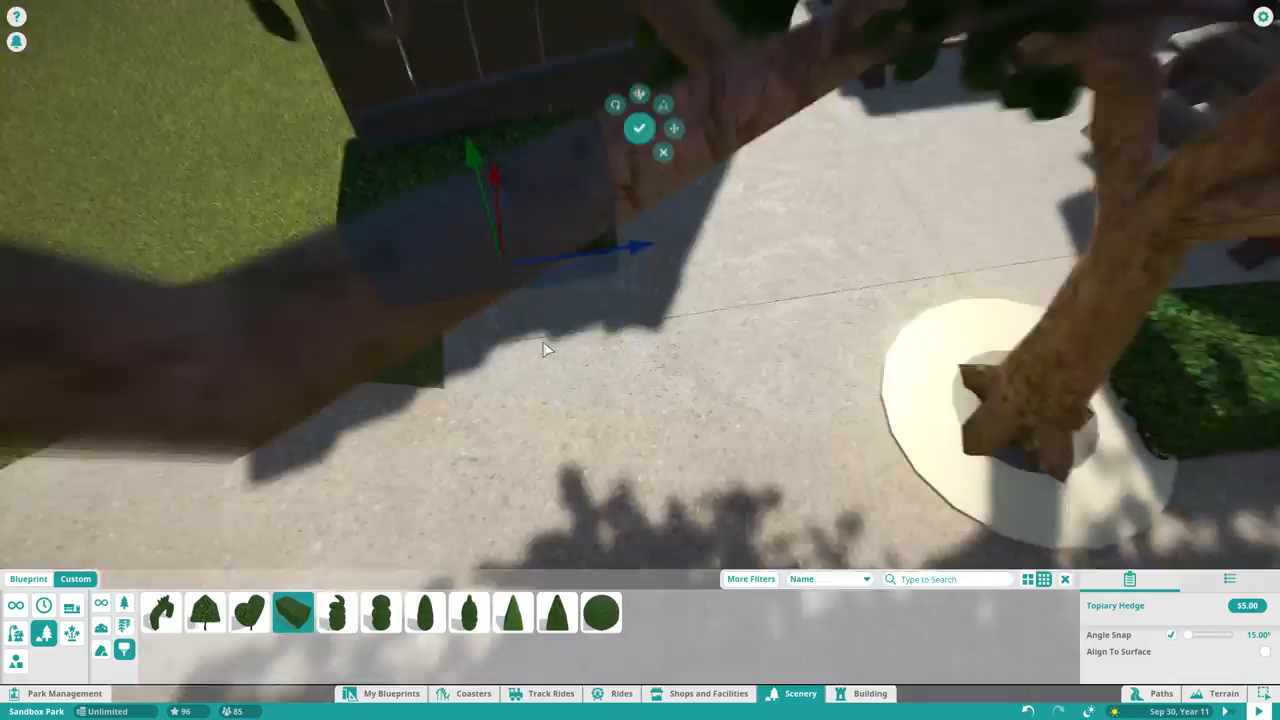 ?
Blueprint Custom
More Filters Name Type to Search
Topiary Hedge $5.00
Angle Snap 15.00°
Align To Surface
Park Management My Blueprints Coasters Track Rides Rides Shops and Facilities Scenery Building Paths Terrain
Sandbox Park Unlimited 96 85 Sep 30, Year 11